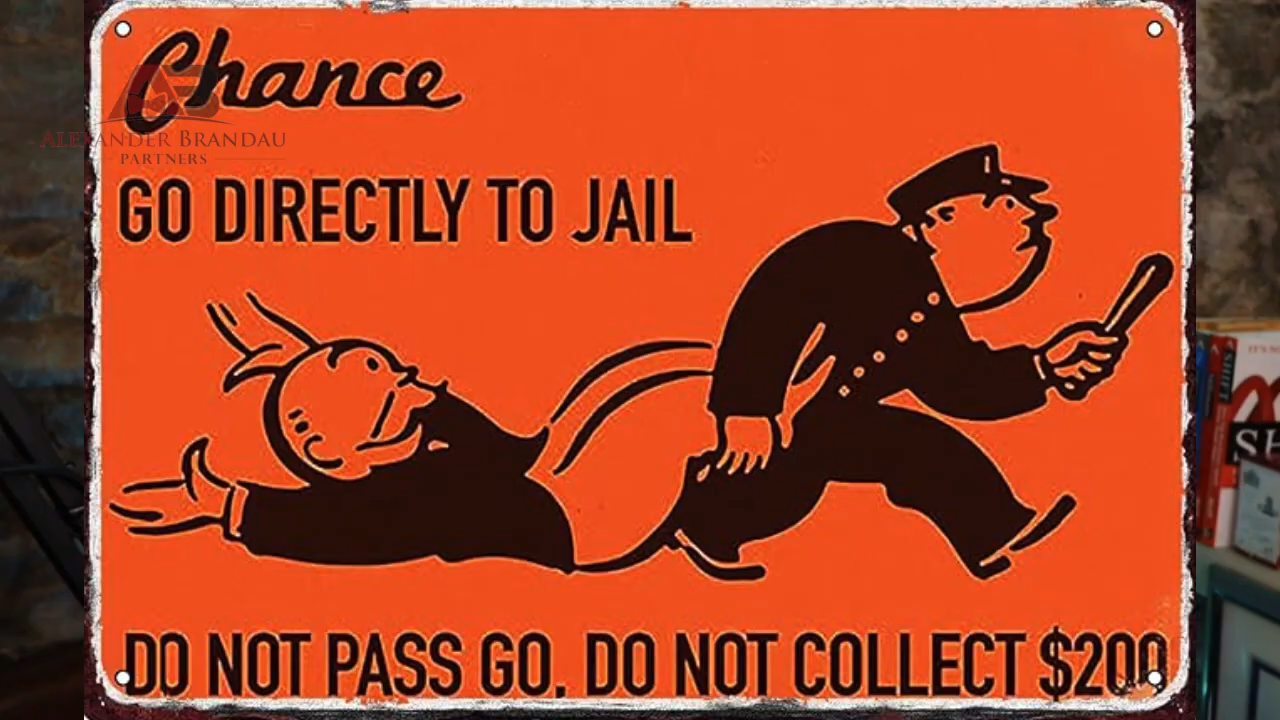 Chance
ALEXANDER BRANDAU
PARTNERS
GO DIRECTLY TO JAIL
DO NOT PASS GO, DO NOT COLLECT $200